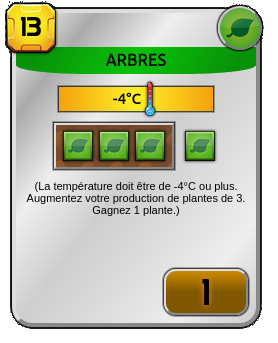 13
ARBRES
-4°C
(La température doit être de -4°C ou plus.
Augmentez votre production de plantes de 3.
Gagnez 1 plante.)
1